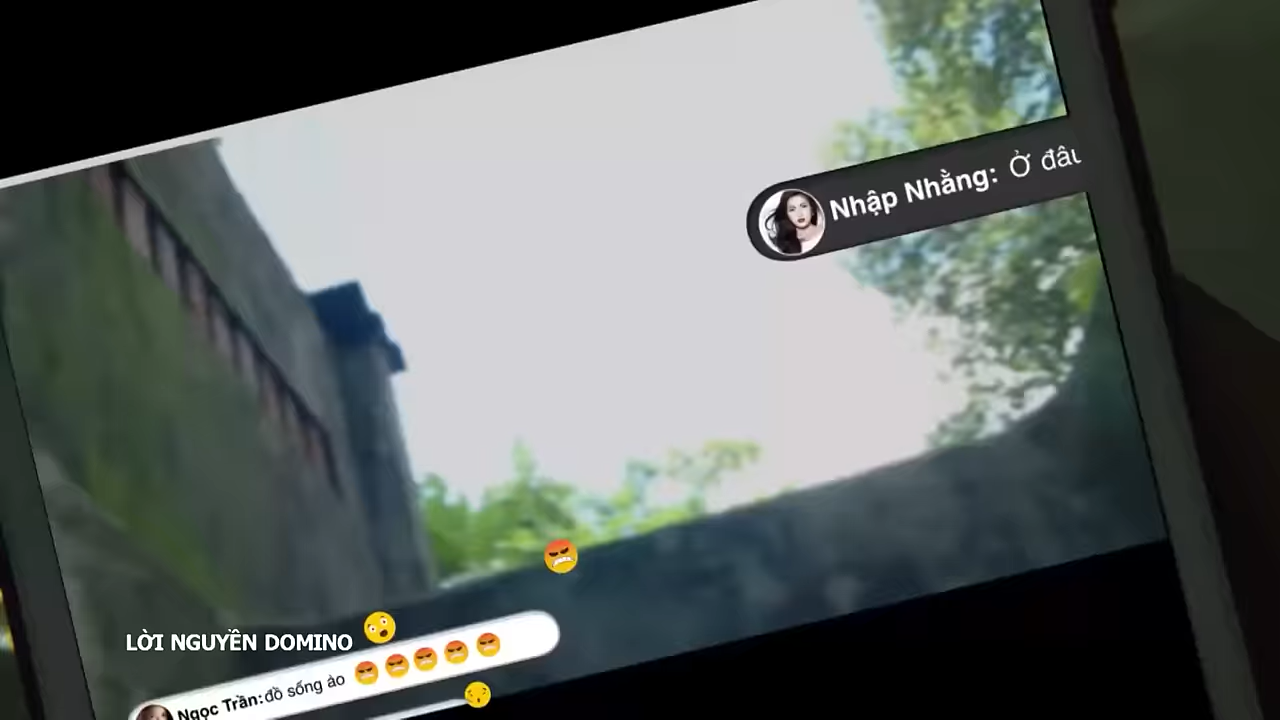 Nhập Nhằng: Ở đâu
LỜI NGUYỀN DOMINO
Ngọc Trần:đồ sống ảo